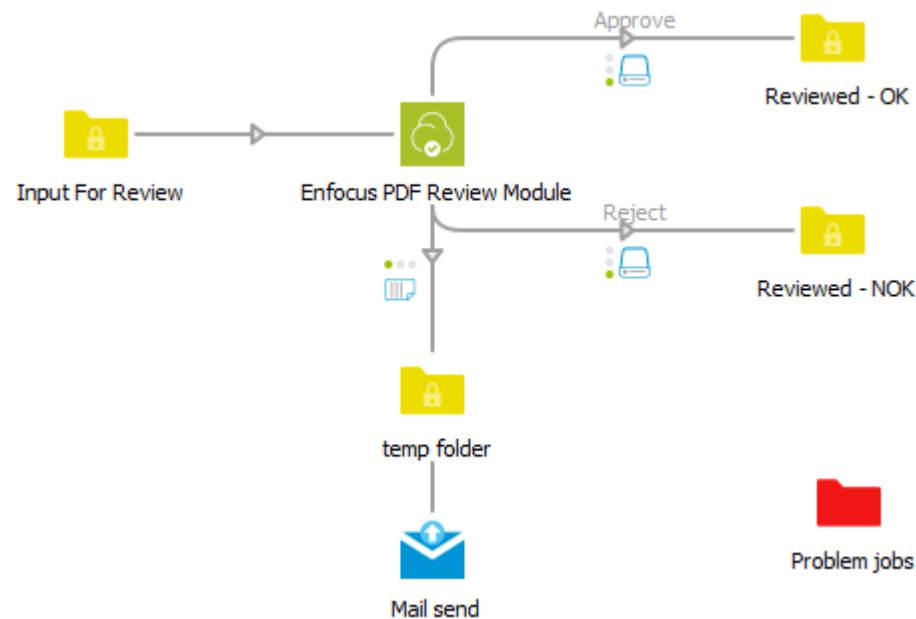 Approve
Reviewed - OK
Input For Review
Enfocus PDF Review Module
Reject
Reviewed - NOK
temp folder
Problem jobs
Mail send